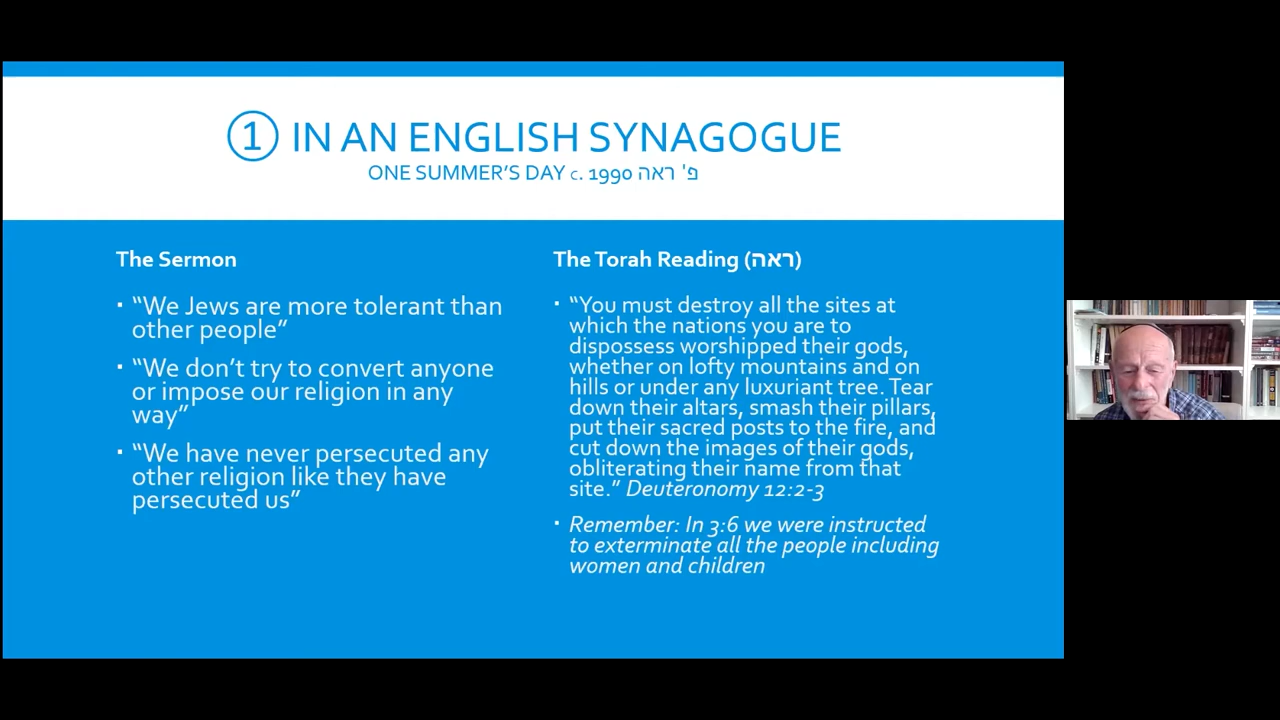 ① IN AN ENGLISH SYNAGOGUE
ONE SUMMER'S DAY c. 1990 פ' ראה
The Sermon
▪ “We Jews are more tolerant than
other people”
▪ “We don’t try to convert anyone
or impose our religion in any
way”
▪ “We have never persecuted any
other religion like they have
persecuted us”
The Torah Reading (ראה)
▪ “You must destroy all the sites at
which the nations you are to
dispossess worshipped their gods,
whether on lofty mountains and on
hills or under any luxuriant tree. Tear
down their altars, smash their pillars,
put their sacred posts to the fire, and
cut down the images of their gods,
obliterating their name from that
site.” Deuteronomy 12:2-3
▪ Remember: In 3:6 we were instructed
to exterminate all the people including
women and children